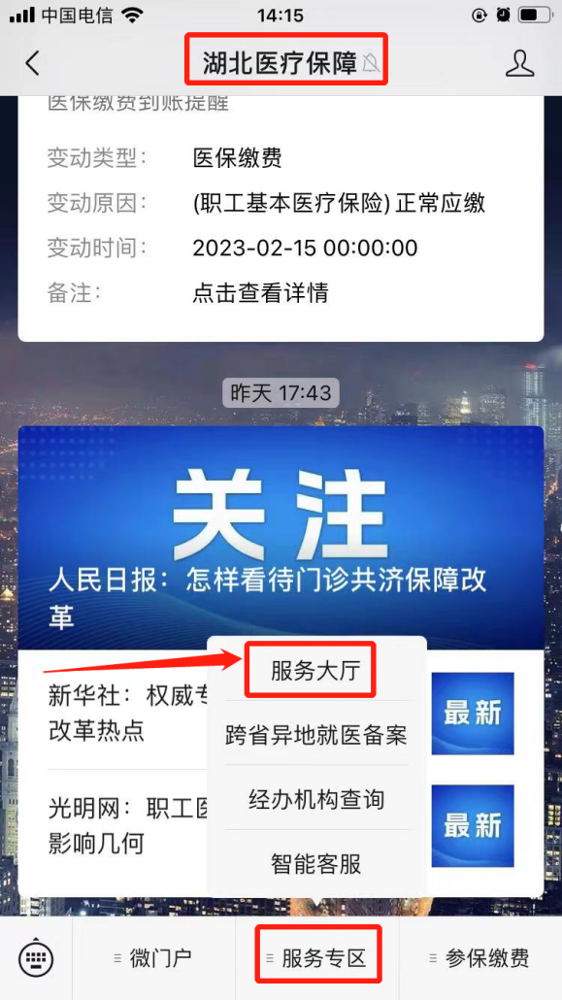 中国电信
14:15
湖北医疗保障
医保缴费到账提醒
变动类型: 医保缴费
变动原因: (职工基本医疗保险)正常应缴
变动时间: 2023-02-15 00:00:00
备注: 点击查看详情
昨天 17:43
关注
人民日报：怎样看待门诊共济保障改
革
服务大厅
新华社：权威专
改革热点
最新
跨省异地就医备案
经办机构查询
光明网：职工医
影响几何
最新
智能客服
微门户
服务专区
参保缴费